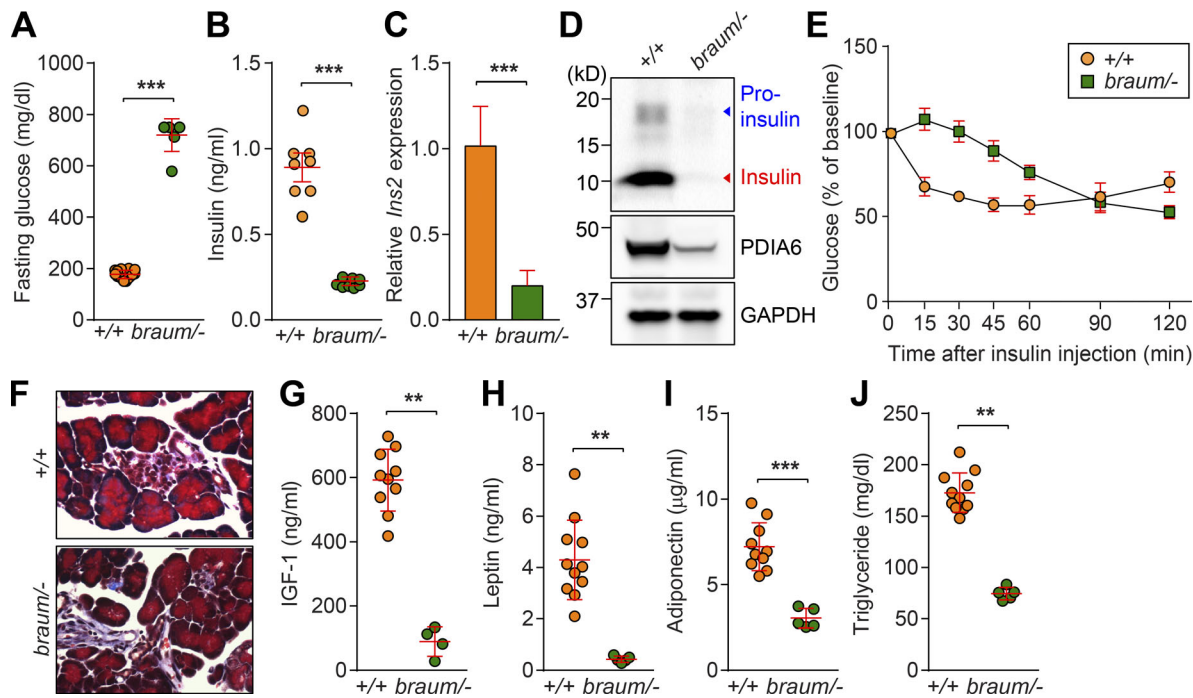 A
Fasting glucose (mg/dl)
1000
800
600
400
200
0
***
+/+ braum/-
B
Insulin (ng/ml)
1.5
1.0
0.5
0.0
***
+/+ braum/-
C
Relative Ins2 expression
1.5
1.0
0.5
0.0
***
+/+ braum/-
D
+/+
braum/-
(kD)
20
10
50
37
Pro-
insulin
Insulin
PDIA6
GAPDH
E
Glucose (% of baseline)
150
100
50
0
+/+
braum/-
0 15 30 45 60 90 120
Time after insulin injection (min)
F
+/+
braum/-
G
IGF-1 (ng/ml)
800
600
400
200
0
**
+/+ braum/-
H
Leptin (ng/ml)
10
8
6
4
2
0
**
+/+ braum/-
I
Adiponectin (µg/ml)
15
10
5
0
***
+/+ braum/-
J
Triglyceride (mg/dl)
250
200
150
100
50
0
**
+/+ braum/-